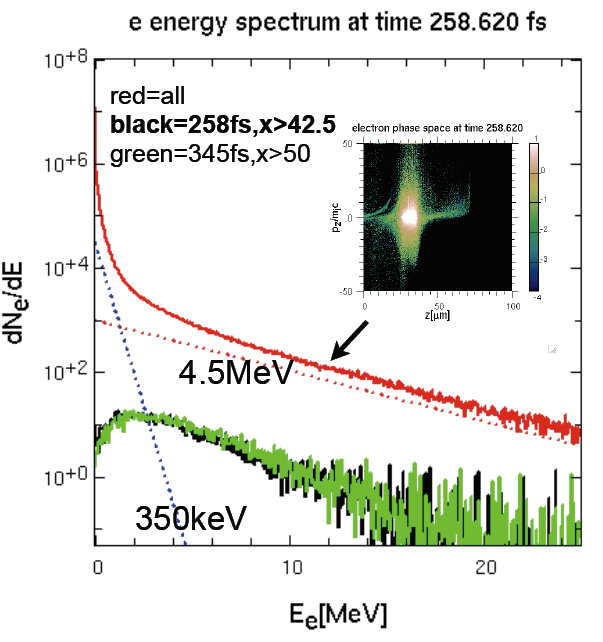 e energy spectrum at time 258.620 fs
10+8
red=all
black=258fs,x>42.5
green=345fs,x>50
electron phase space at time 258.620
50
1
0
-1
-2
-3
-4
0
-50
pz/mic
0
50
100
z[μm]
10+6
10+4
10+2
10+0
dNe/dE
4.5MeV
350keV
0
10
20
Ee[MeV]